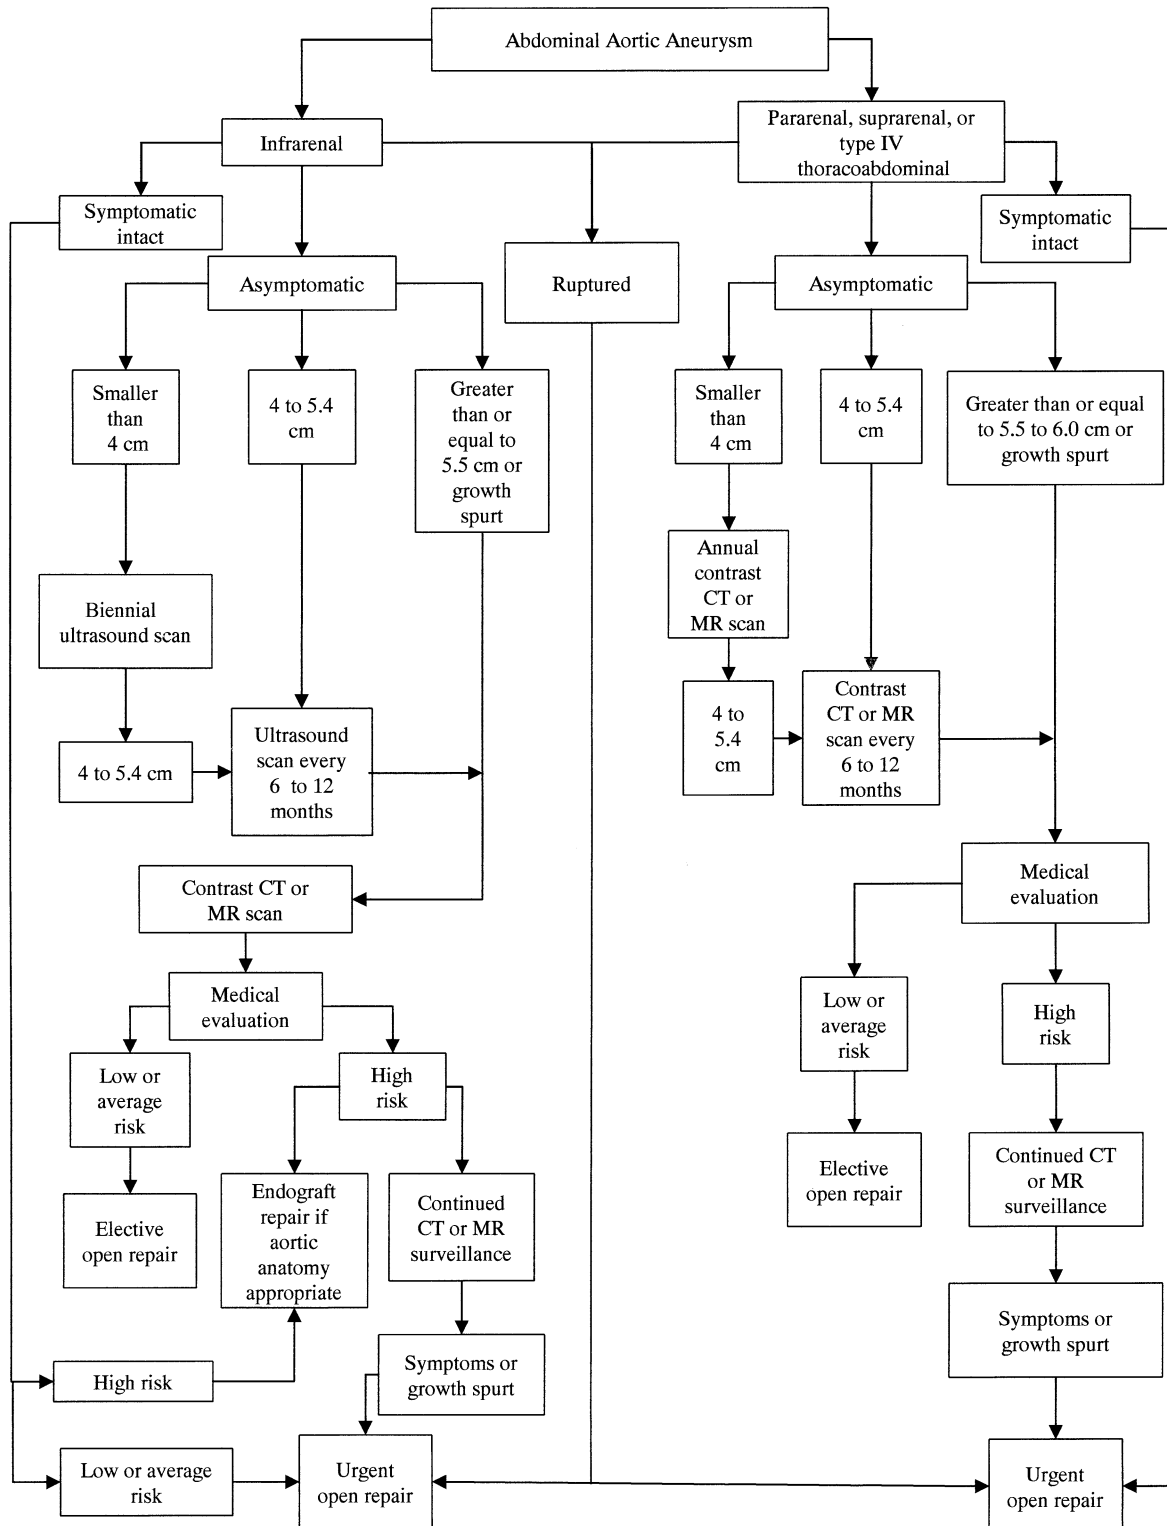 Abdominal Aortic Aneurysm
Infrarenal
Pararenal, suprarenal, or
type IV
thoracoabdominal
Symptomatic
intact
Symptomatic
intact
Asymptomatic
Ruptured
Asymptomatic
Smaller
than
4 cm
4 to 5.4
cm
Greater
than or
equal to
5.5 cm or
growth
spurt
Smaller
than
4 cm
4 to 5.4
cm
Greater than or equal
to 5.5 to 6.0 cm or
growth spurt
Biennial
ultrasound scan
Annual
contrast
CT or
MR scan
4 to 5.4 cm
Ultrasound
scan every
6 to 12
months
4 to
5.4
cm
Contrast
CT or MR
scan every
6 to 12
months
Contrast CT or
MR scan
Medical
evaluation
Medical
evaluation
Low or
average
risk
High
risk
Low or
average
risk
High
risk
Elective
open repair
Endograft
repair if
aortic
anatomy
appropriate
Continued
CT or MR
surveillance
Elective
open repair
Continued CT
or MR
surveillance
Symptoms or
growth spurt
Symptoms or
growth spurt
High risk
Low or average
risk
Urgent
open repair
Urgent
open repair